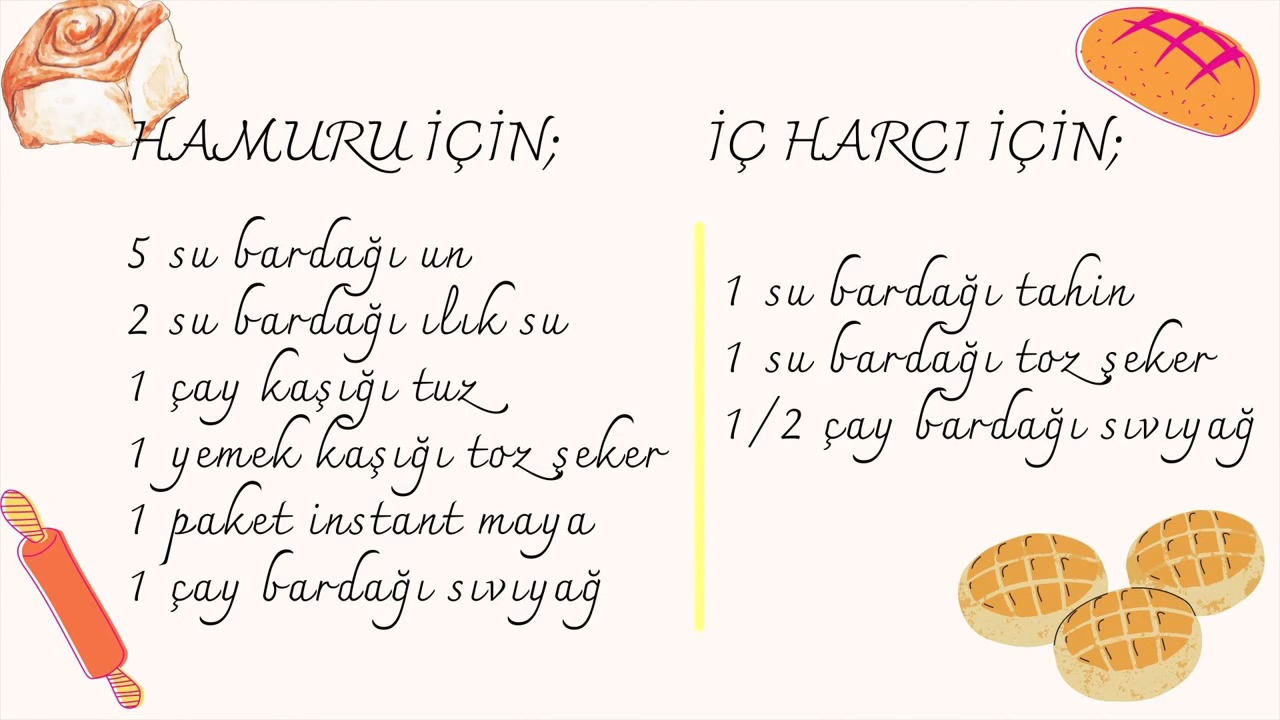 HAMURU İÇİN;
5 su bardağı un
2 su bardağı ılık su
1 çay kaşığı tuz
1 yemek kaşığı toz şeker
1 paket instant maya
1 çay bardağı sıvıyağ
İÇ HARCI İÇİN;
1 su bardağı tahin
1 su bardağı toz şeker
1/2 çay bardağı sıvıyağ